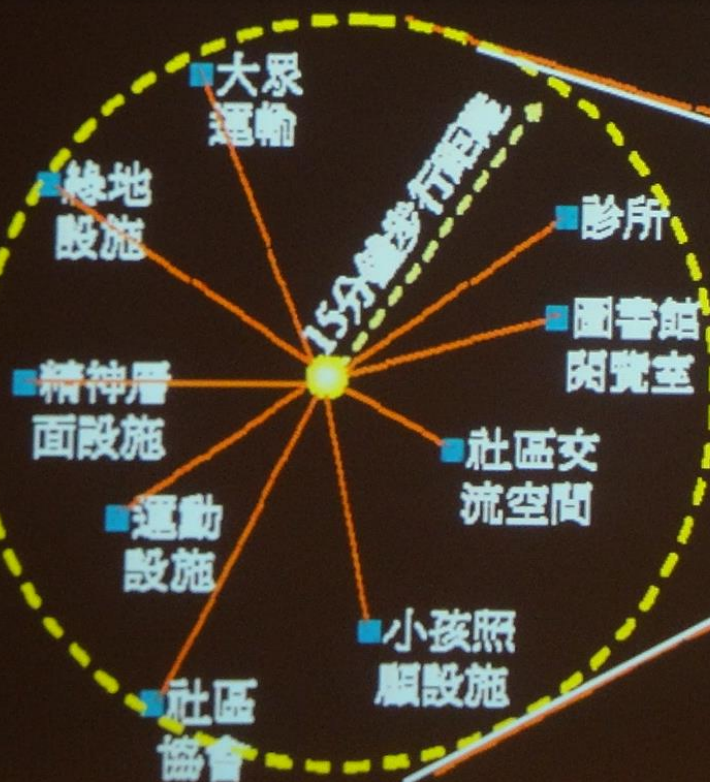 大眾
運輸
綠地
設施
15分鐘步行距離
診所
圖書館
閱覽室
精神層
面設施
社區交
流空間
運動
設施
小孩照
顧設施
社區
協會